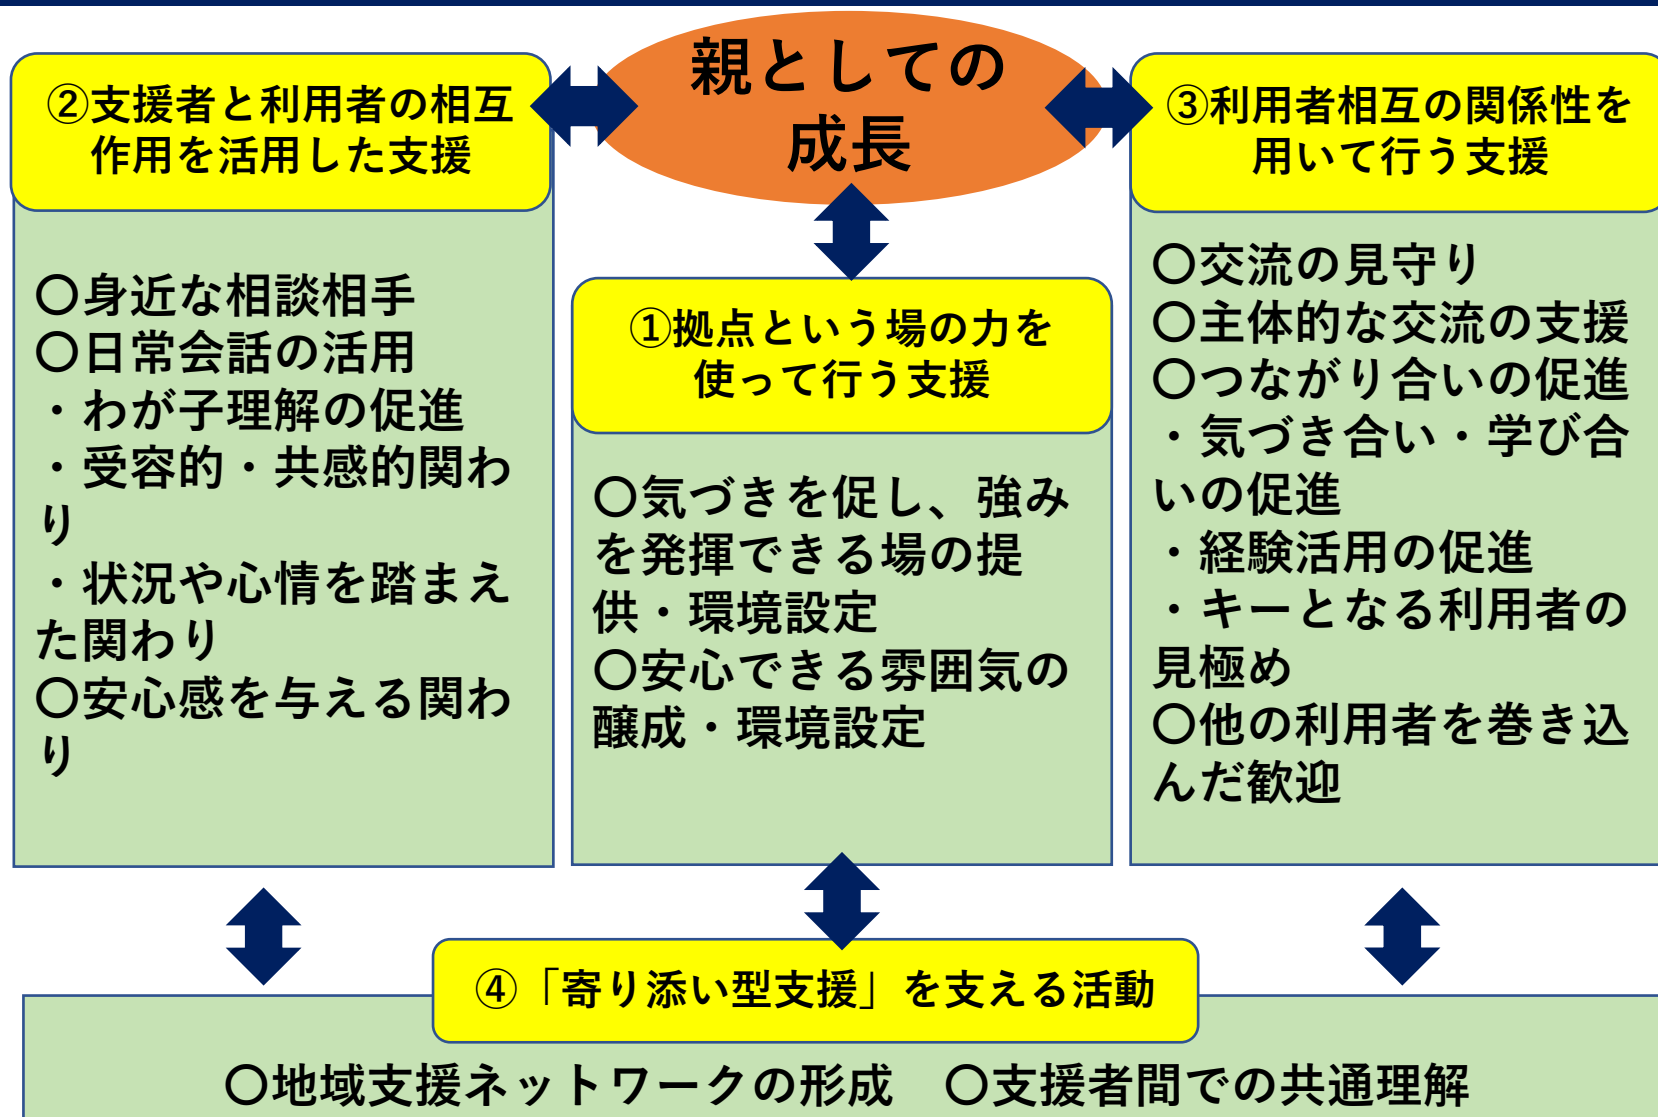 親としての
成長
②支援者と利用者の相互
作用を活用した支援
〇身近な相談相手
〇日常会話の活用
・わが子理解の促進
・受容的・共感的関わ
り
・状況や心情を踏まえ
た関わり
〇安心感を与える関わ
り
①拠点という場の力を
使って行う支援
〇気づきを促し、強み
を発揮できる場の提
供・環境設定
〇安心できる雰囲気の
醸成・環境設定
③利用者相互の関係性を
用いて行う支援
〇交流の見守り
〇主体的な交流の支援
〇つながり合いの促進
・気づき合い・学び合
いの促進
・経験活用の促進
・キーとなる利用者の
見極め
〇他の利用者を巻き込
んだ歓迎
④「寄り添い型支援」を支える活動
〇地域支援ネットワークの形成　〇支援者間での共通理解